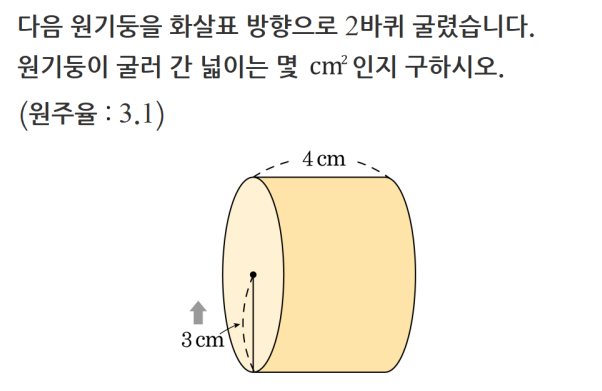 다음 원기둥을 화살표 방향으로 2바퀴 굴렸습니다.
원기둥이 굴러 간 넓이는 몇 cm²인지 구하시오.
(원주율 : 3.1)
4 cm
3 cm